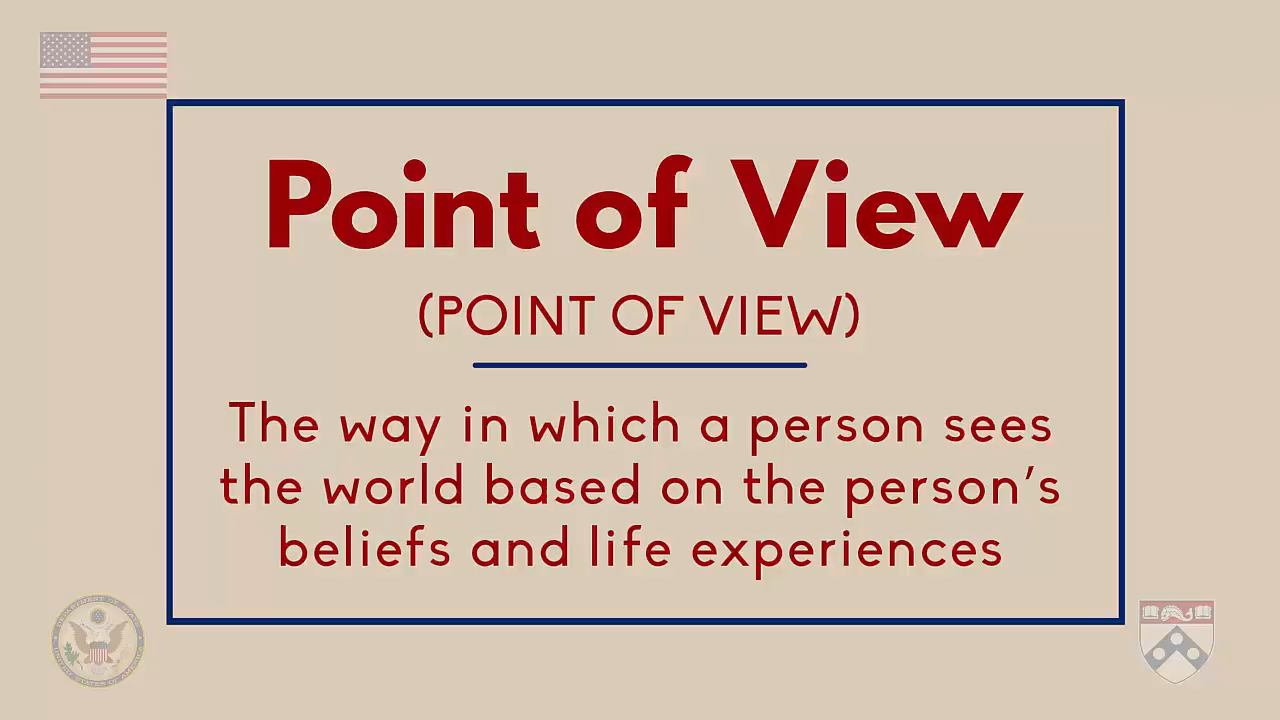 Point of View
(POINT OF VIEW)
The way in which a person sees
the world based on the person's
beliefs and life experiences